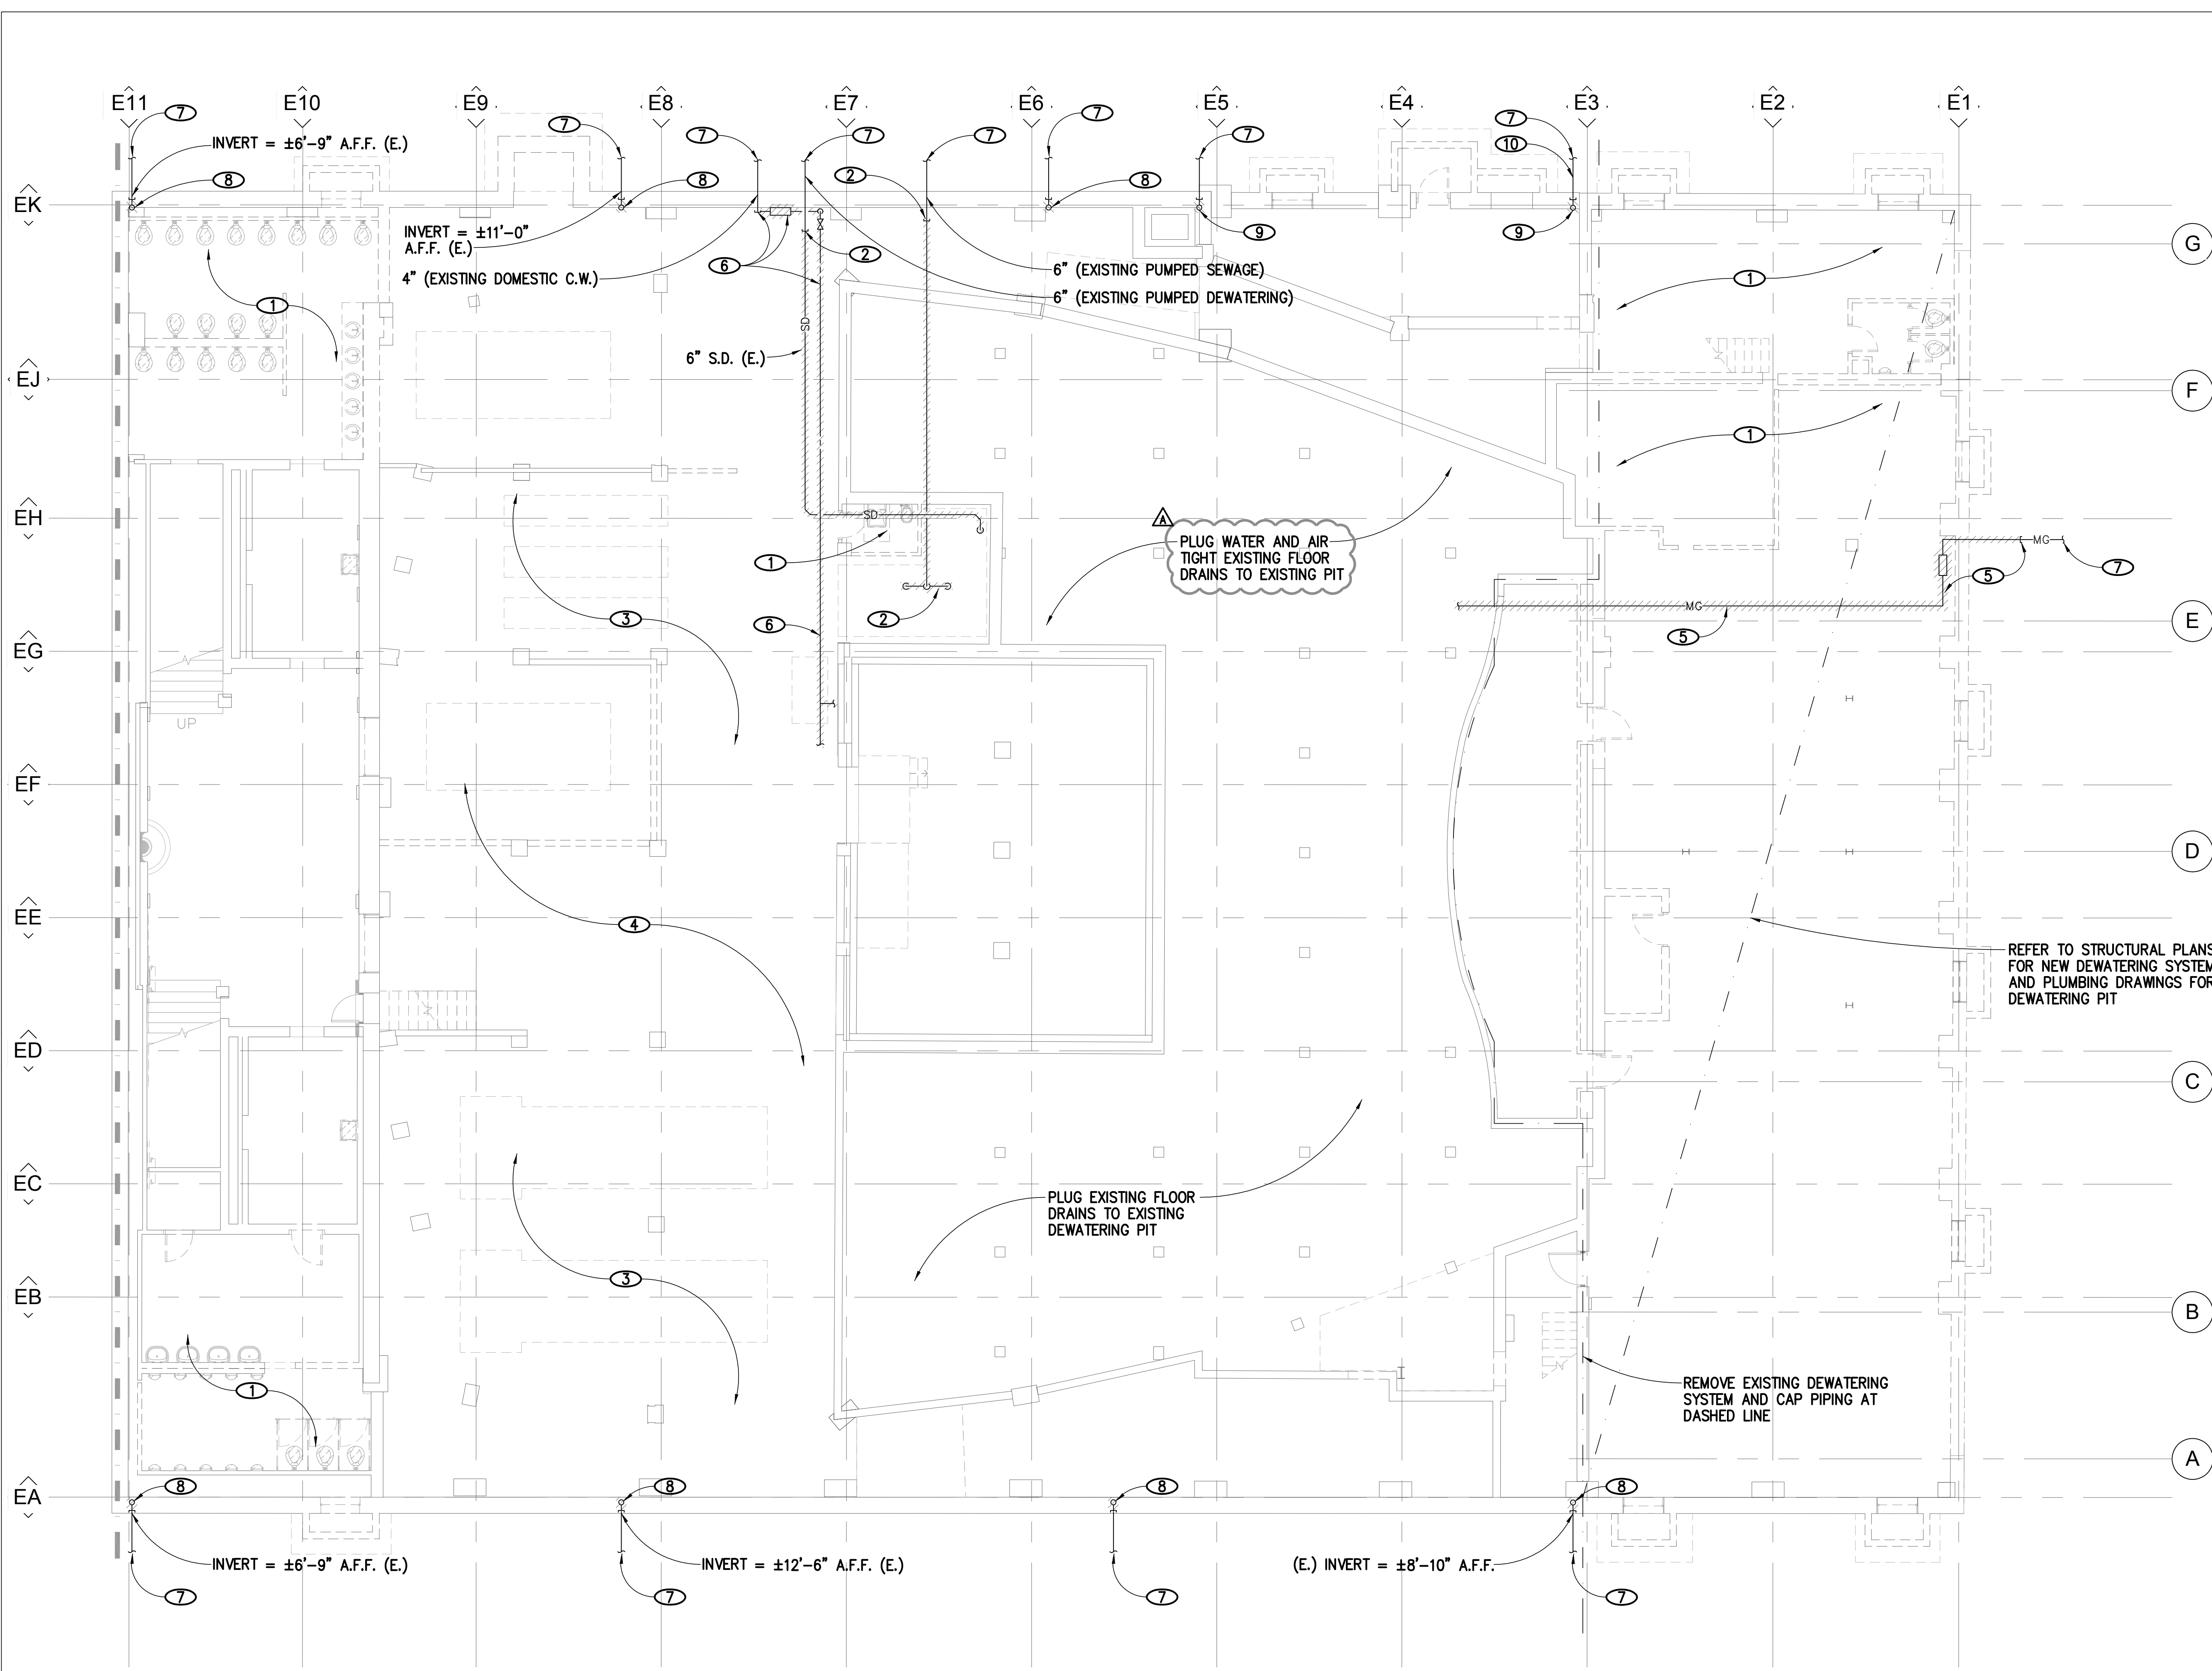 E11 E10 E9 E8 E7 E6 E5 E4 E3 E2 E1
7
INVERT = ±6'-9" A.F.F. (E.)
8
7
8
7
7
7
2
7
8
7
9
7
10
9
EK
G
INVERT = ±11'-0"
A.F.F. (E.)
4" (EXISTING DOMESTIC C.W.)
6
2
6" (EXISTING PUMPED SEWAGE)
6" (EXISTING PUMPED DEWATERING)
1
1
SD
6" S.D. (E.)
EJ
F
1
EH
SD
A
PLUG WATER AND AIR
TIGHT EXISTING FLOOR
DRAINS TO EXISTING PIT
1
MG
5
7
3
6
2
MG
5
E
EG
UP
EF
D
EE
4
REFER TO STRUCTURAL PLANS
FOR NEW DEWATERING SYSTEM
AND PLUMBING DRAWINGS FOR
DEWATERING PIT
ED
C
EC
PLUG EXISTING FLOOR
DRAINS TO EXISTING
DEWATERING PIT
3
EB
B
1
REMOVE EXISTING DEWATERING
SYSTEM AND CAP PIPING AT
DASHED LINE
A
EA
8
8
8
8
INVERT = ±6'-9" A.F.F. (E.)
INVERT = ±12'-6" A.F.F. (E.)
(E.) INVERT = ±8'-10" A.F.F.
7
7
7
7